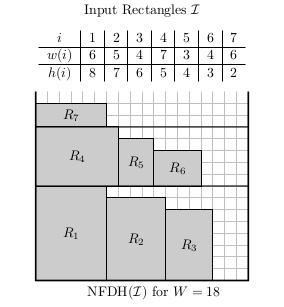 Input Rectangles ℐ
i 1 2 3 4 5 6 7
w(i) 6 5 4 7 3 4 6
h(i) 8 7 6 5 4 3 2
R₇
R₄ R₅ R₆
R₁ R₂ R₃
NFDH(ℐ) for W = 18